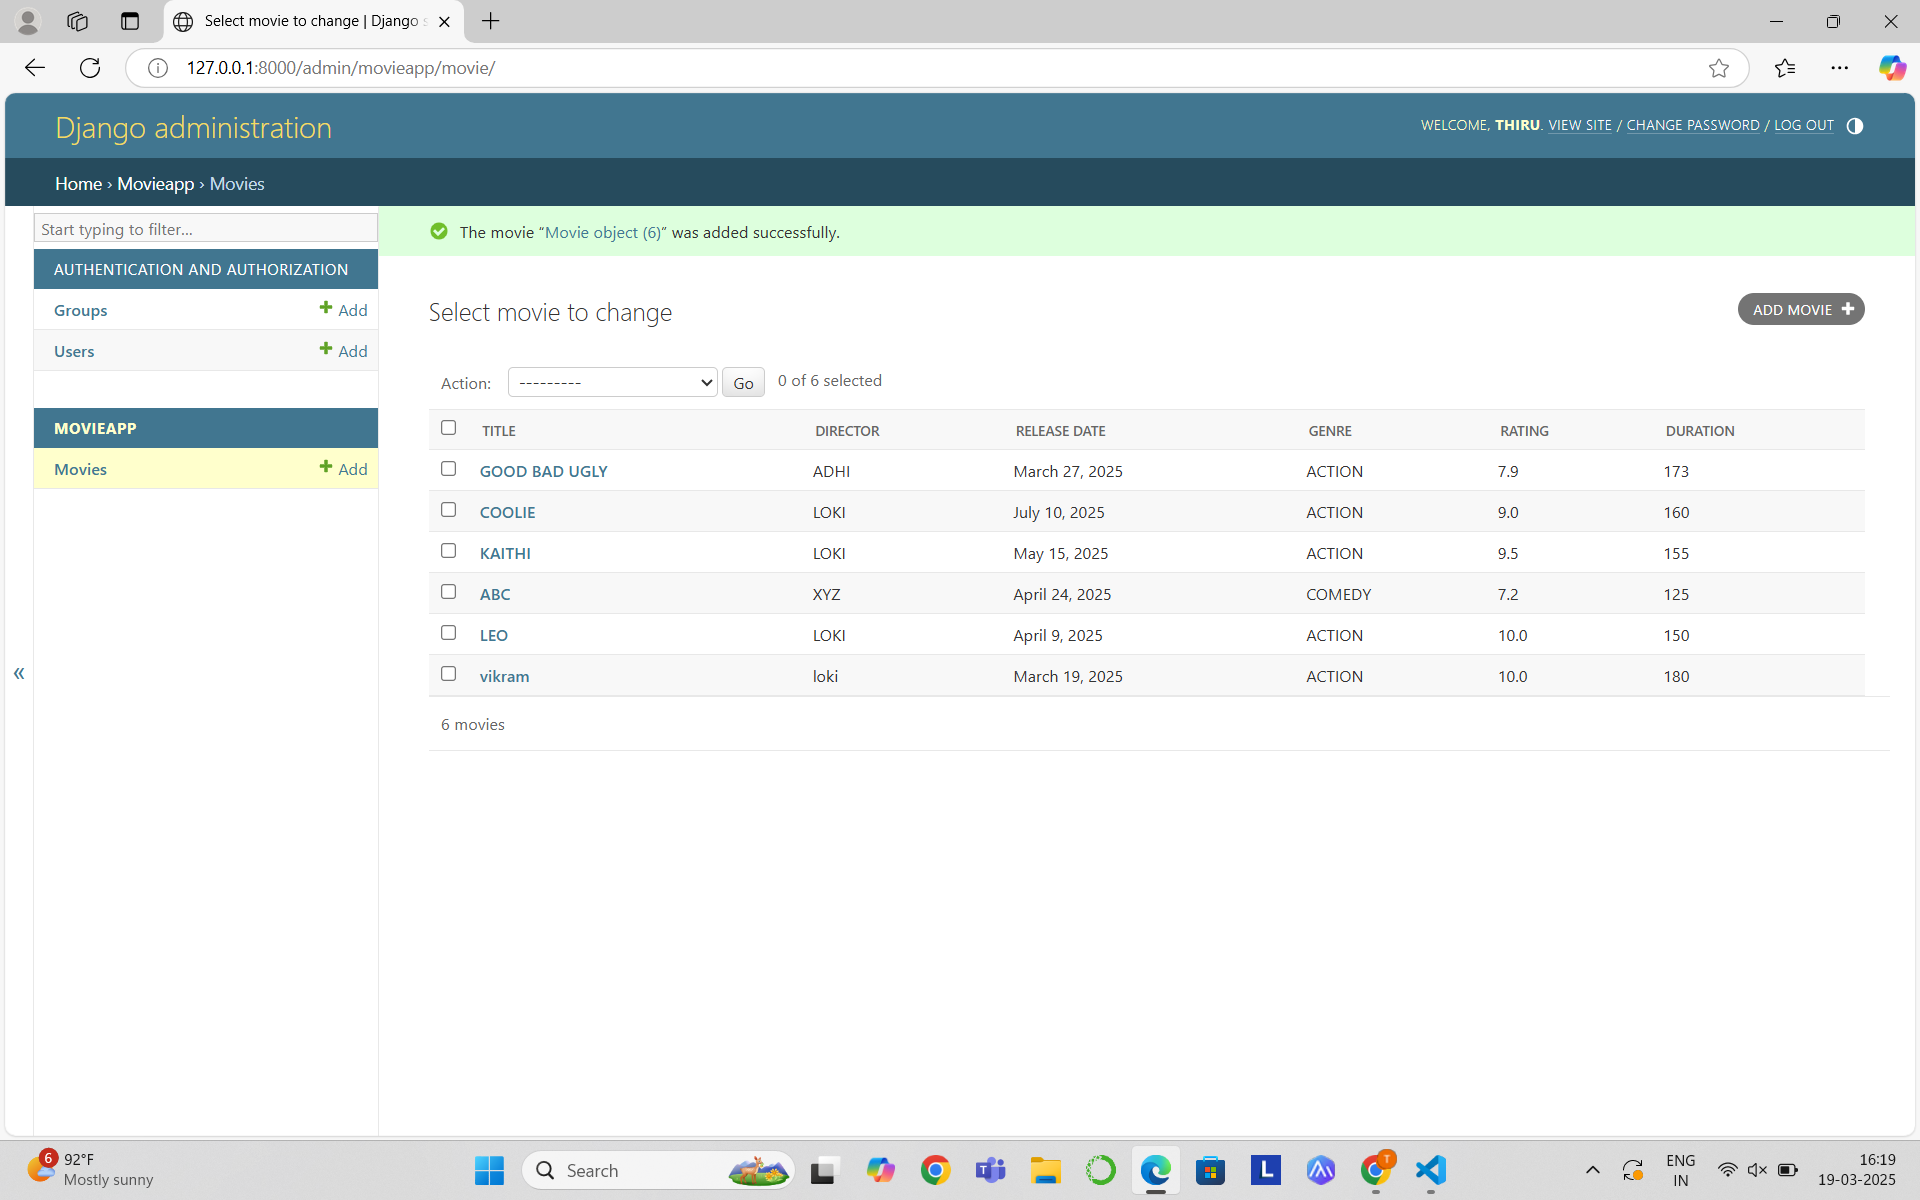 Select movie to change | Django s
127.0.0.1:8000/admin/movieapp/movie/
Django administration
WELCOME, THIRU. VIEW SITE / CHANGE PASSWORD / LOG OUT
Home › Movieapp › Movies
Start typing to filter...
The movie “Movie object (6)” was added successfully.
AUTHENTICATION AND AUTHORIZATION
Groups Add
Users Add
MOVIEAPP
Movies Add
«
Select movie to change
ADD MOVIE
Action: --------- Go 0 of 6 selected
TITLE DIRECTOR RELEASE DATE GENRE RATING DURATION
GOOD BAD UGLY ADHI March 27, 2025 ACTION 7.9 173
COOLIE LOKI July 10, 2025 ACTION 9.0 160
KAITHI LOKI May 15, 2025 ACTION 9.5 155
ABC XYZ April 24, 2025 COMEDY 7.2 125
LEO LOKI April 9, 2025 ACTION 10.0 150
vikram loki March 19, 2025 ACTION 10.0 180
6 movies
6
92°F
Mostly sunny
Search
L
T
ENG
IN
16:19
19-03-2025